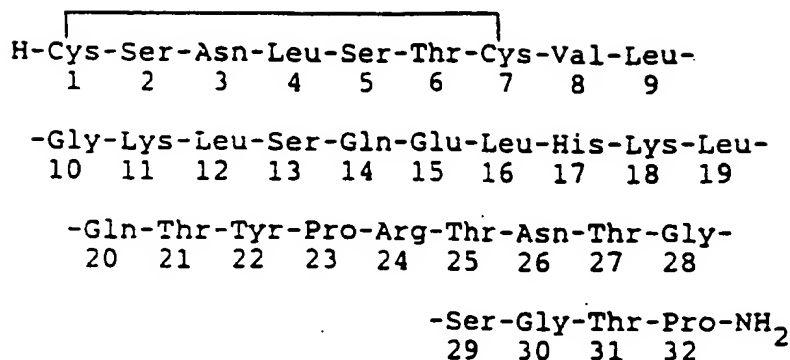 H-Cys-Ser-Asn-Leu-Ser-Thr-Cys-Val-Leu-
1 2 3 4 5 6 7 8 9
-Gly-Lys-Leu-Ser-Gln-Glu-Leu-His-Lys-Leu-
10 11 12 13 14 15 16 17 18 19
-Gln-Thr-Tyr-Pro-Arg-Thr-Asn-Thr-Gly-
20 21 22 23 24 25 26 27 28
-Ser-Gly-Thr-Pro-NH2
29 30 31 32